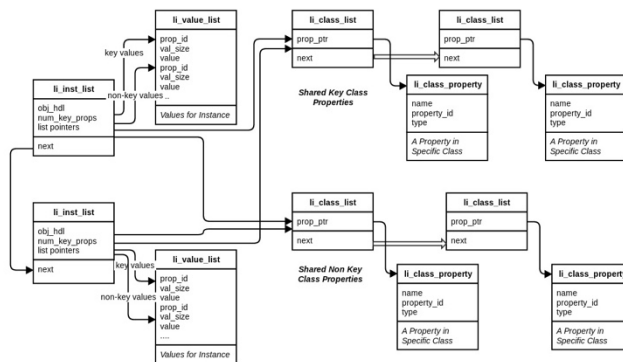 li_value_list
prop_id
val_size
value
prop_id
val_size
value
...
Values for Instance
key values
non-key values
li_inst_list
obj_hdl
num_key_props
list pointers
next
li_class_list
prop_ptr
next
li_class_list
prop_ptr
next
Shared Key Class
Properties
li_class_property
name
property_id
type
A Property in
Specific Class
li_class_property
name
property_id
type
A Property in
Specific Class
li_inst_list
obj_hdl
num_key_props
list pointers
next
key values
non-key values
li_value_list
prop_id
val_size
value
prop_id
val_size
value
....
Values for Instance
li_class_list
prop_ptr
next
li_class_list
prop_ptr
next
Shared Non Key
Class Properties
li_class_property
name
property_id
type
A Property in
Specific Class
li_class_property
name
property_id
type
A Property in
Specific Class